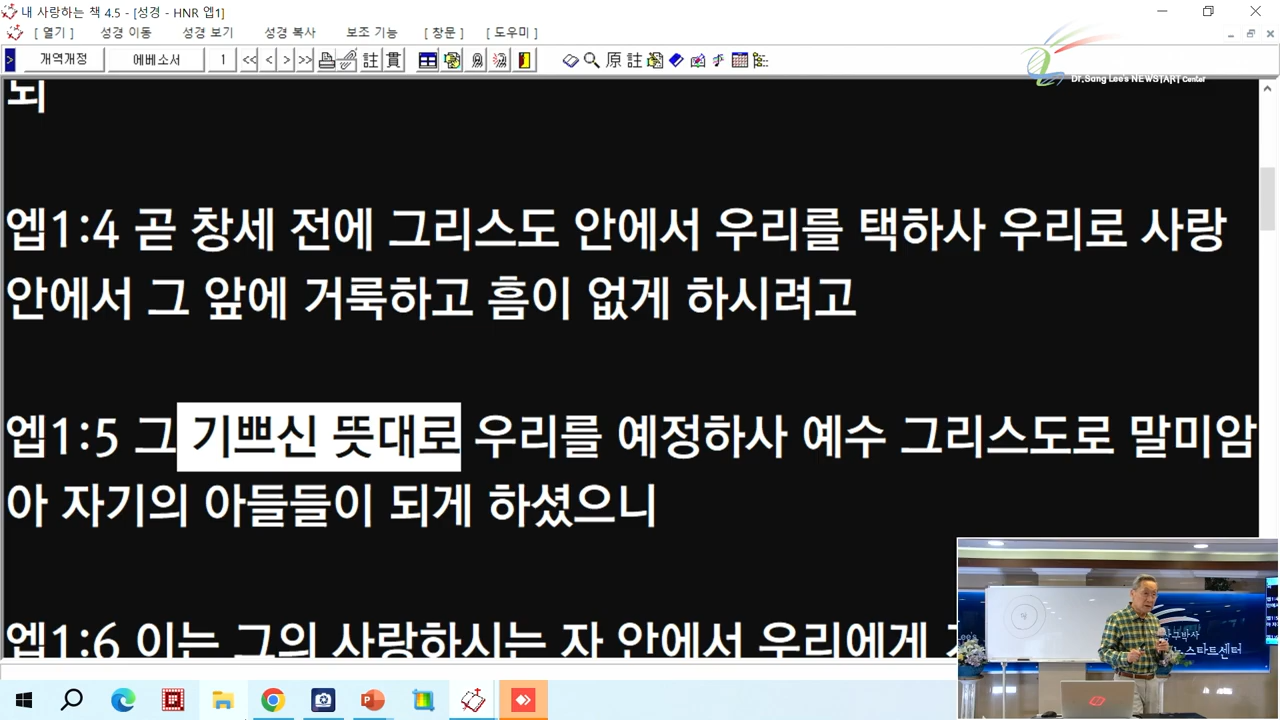 내 사랑하는 책 4.5 - [성경 - HNR 엡1]
[ 열기 ] 성경 이동 성경 보기 성경 복사 보조 기능 [ 창문 ] [ 도우미 ]
개역개정 에베소서 1 << < > >> 註 貫 原 註
Dr.Sang Lee's NEWSTART Center
뇌
엡1:4 곧 창세 전에 그리스도 안에서 우리를 택하사 우리로 사랑
안에서 그 앞에 거룩하고 흠이 없게 하시려고
엡1:5 그 기쁘신 뜻대로 우리를 예정하사 예수 그리스도로 말미암
아 자기의 아들들이 되게 하셨으니
엡1:6 이는 그의 사랑하시는 자 안에서 우리에게